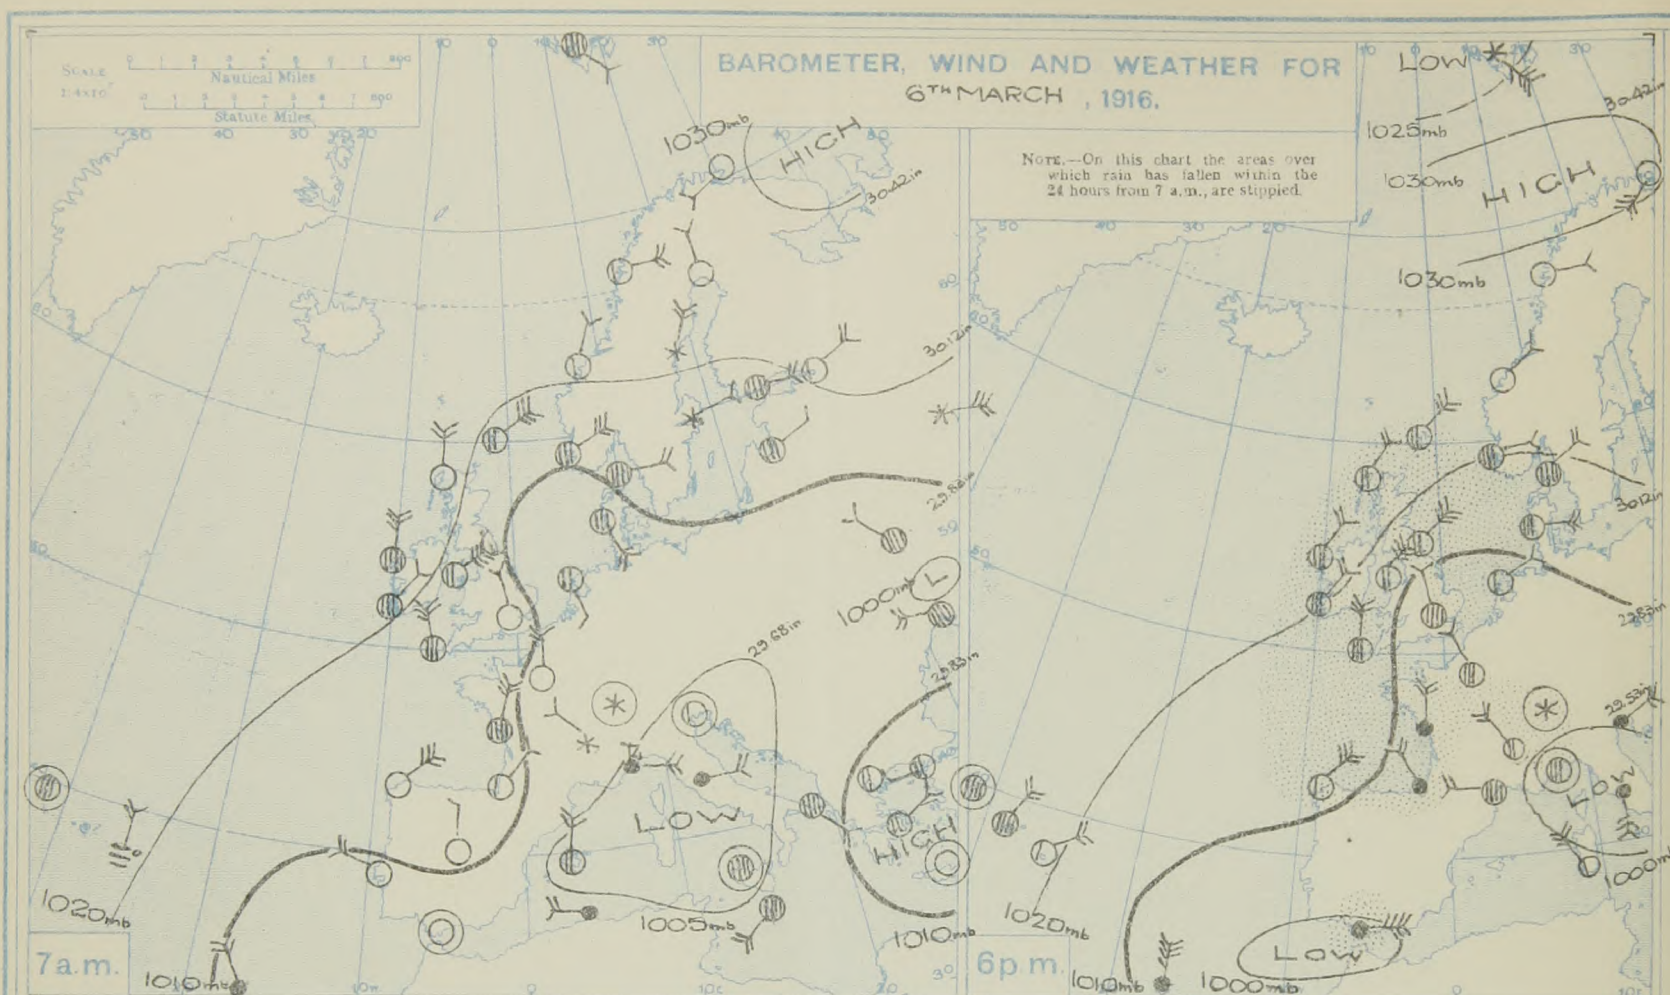 SCALE
Nautical Miles
Statute Miles
BAROMETER, WIND AND WEATHER FOR
6TH MARCH, 1916.
NOTE.—On this chart the areas over
which rain has fallen within the
24 hours from 7 a.m., are stippled.
1030mb
HIGH
30.42in
30.12in
29.83in
1000mb
L
29.68in
29.83in
LOW
HIGH
1020mb
1005mb
1010mb
1010mb
7 a.m.
LOW
30.42in
1025mb
1030mb
HIGH
1030mb
30.12in
29.83in
29.53in
LOW
1000mb
1020mb
LOW
1010mb
1000mb
6 p.m.